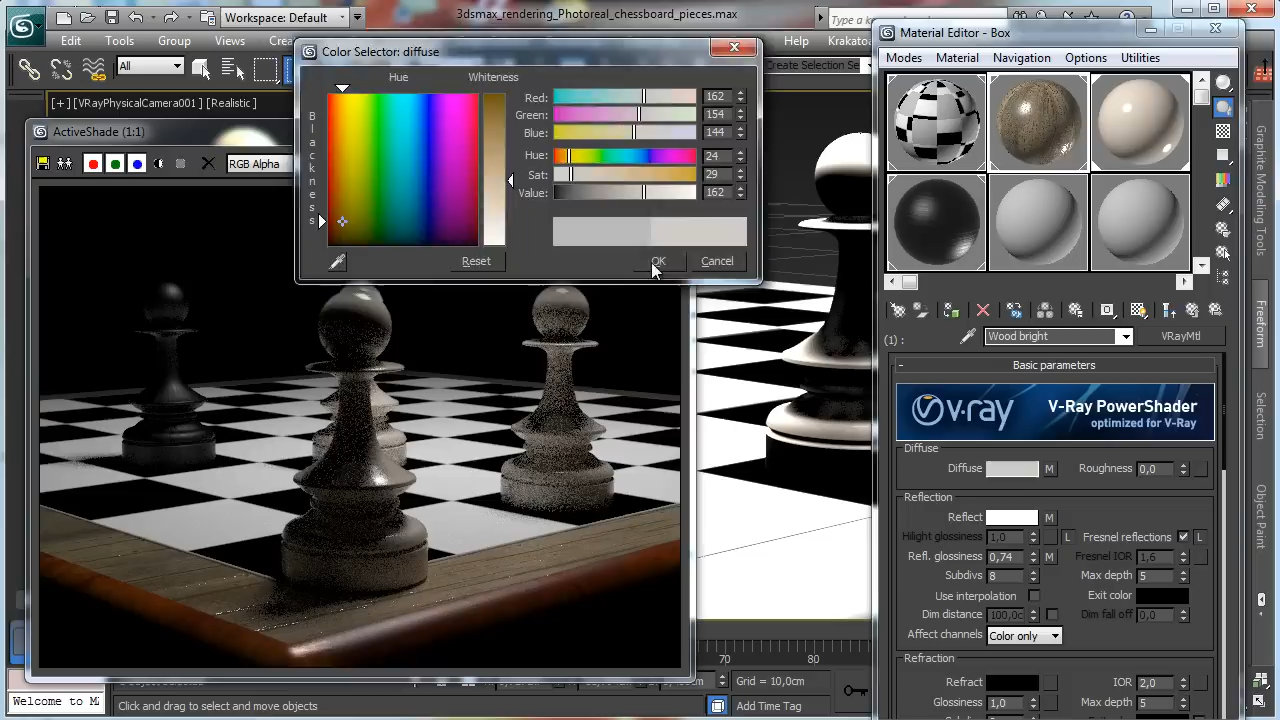 Workspace: Default
3dsmax_rendering_Photoreal_chessboard_pieces.max
Type a k
Edit
Tools
Group
Views
Crea
Help
Krakato
All
Create Selection Se
[+] [VRayPhysicalCamera001] [Realistic]
ActiveShade (1:1)
RGB Alpha
Color Selector: diffuse
Hue
Whiteness
Blackness
Red:
162
Green:
154
Blue:
144
Hue:
24
Sat:
29
Value:
162
Reset
OK
Cancel
Material Editor - Box
Modes
Material
Navigation
Options
Utilities
(1) :
Wood bright
VRayMtl
- Basic parameters
v·ray
V-Ray PowerShader
optimized for V-Ray
Diffuse
Diffuse
M
Roughness
0,0
Reflection
Reflect
M
Hilight glossiness
1,0
L
Fresnel reflections
L
Refl. glossiness
0,74
M
Fresnel IOR
1,6
Subdivs
8
Max depth
5
Use interpolation
Exit color
Dim distance
Dim fall off
0,0
Affect channels
Color only
Refraction
Refract
IOR
2,0
Glossiness
1,0
Max depth
5
Graphite Modeling Tools
Freeform
Selection
Object Paint
70
80
Grid = 10,0cm
Welcome to M
Click and drag to select and move objects
Add Time Tag